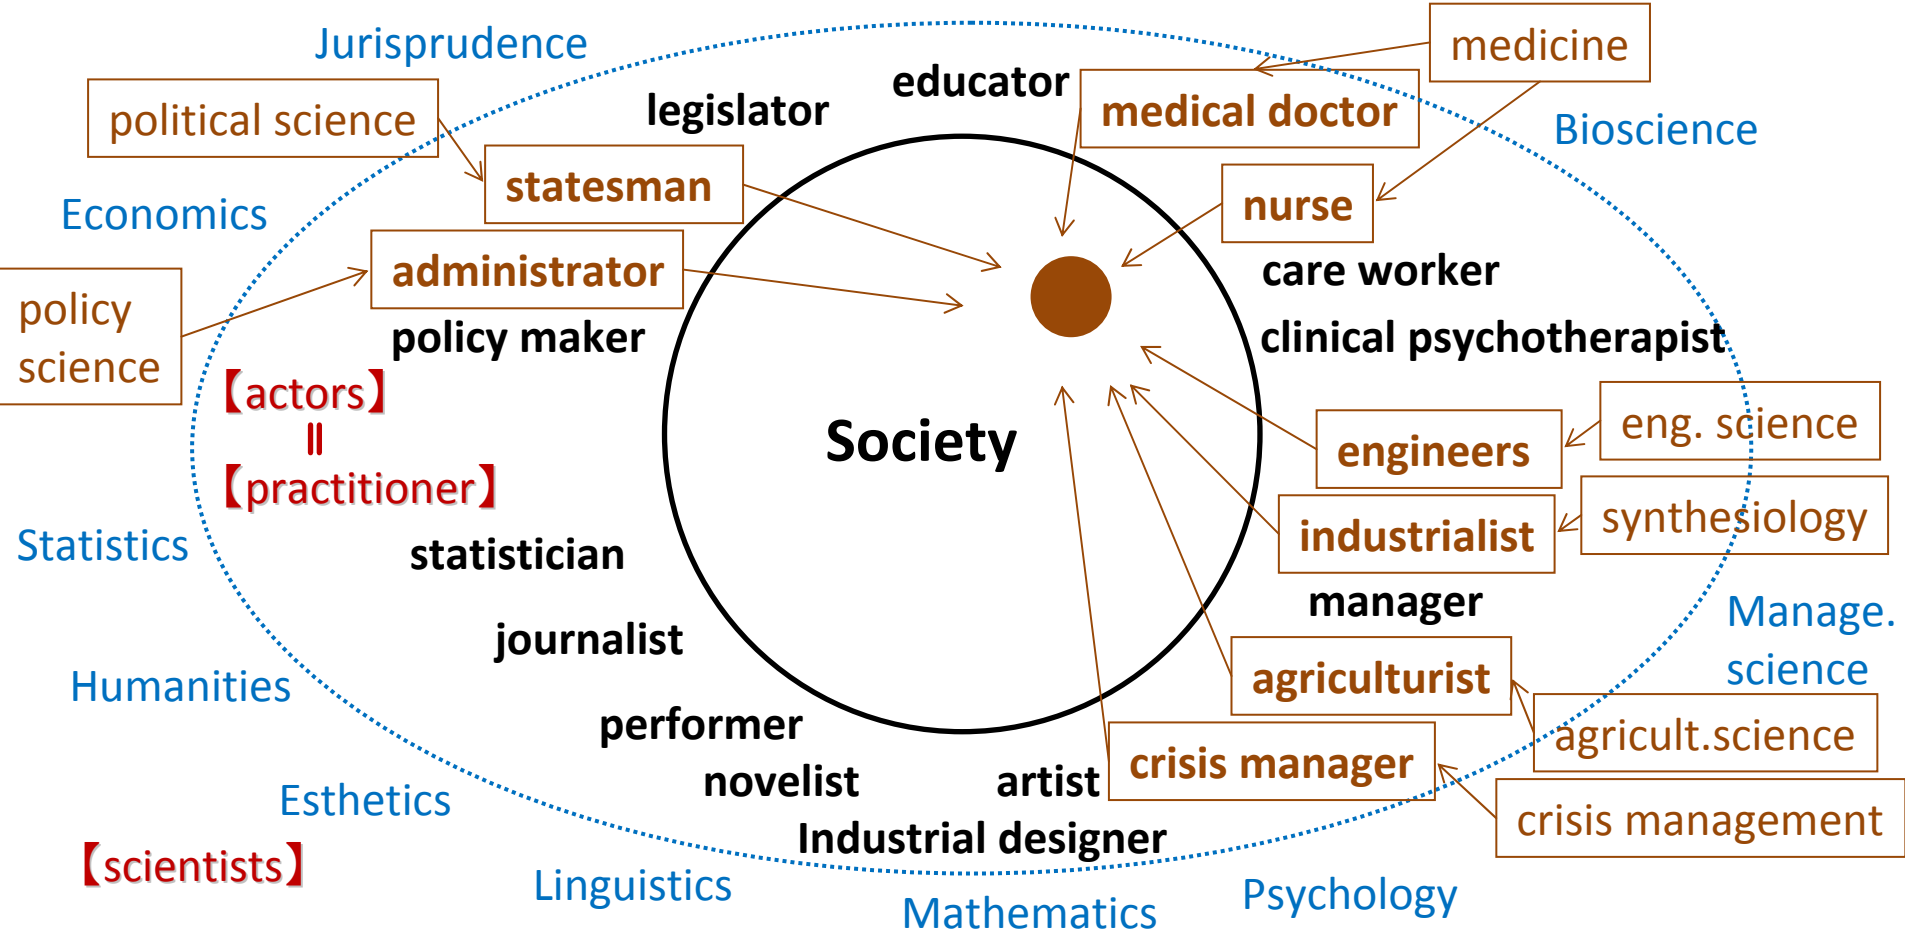 Jurisprudence
medicine
educator
medical doctor
legislator
political science
Bioscience
statesman
nurse
Economics
administrator
care worker
policy
science
policy maker
clinical psychotherapist
【actors】
=
【practitioner】
Society
eng. science
engineers
synthesiology
industrialist
Statistics
statistician
manager
Manage.
science
journalist
agriculturist
Humanities
agricult.science
performer
crisis manager
novelist
artist
Esthetics
crisis management
Industrial designer
【scientists】
Linguistics
Mathematics
Psychology